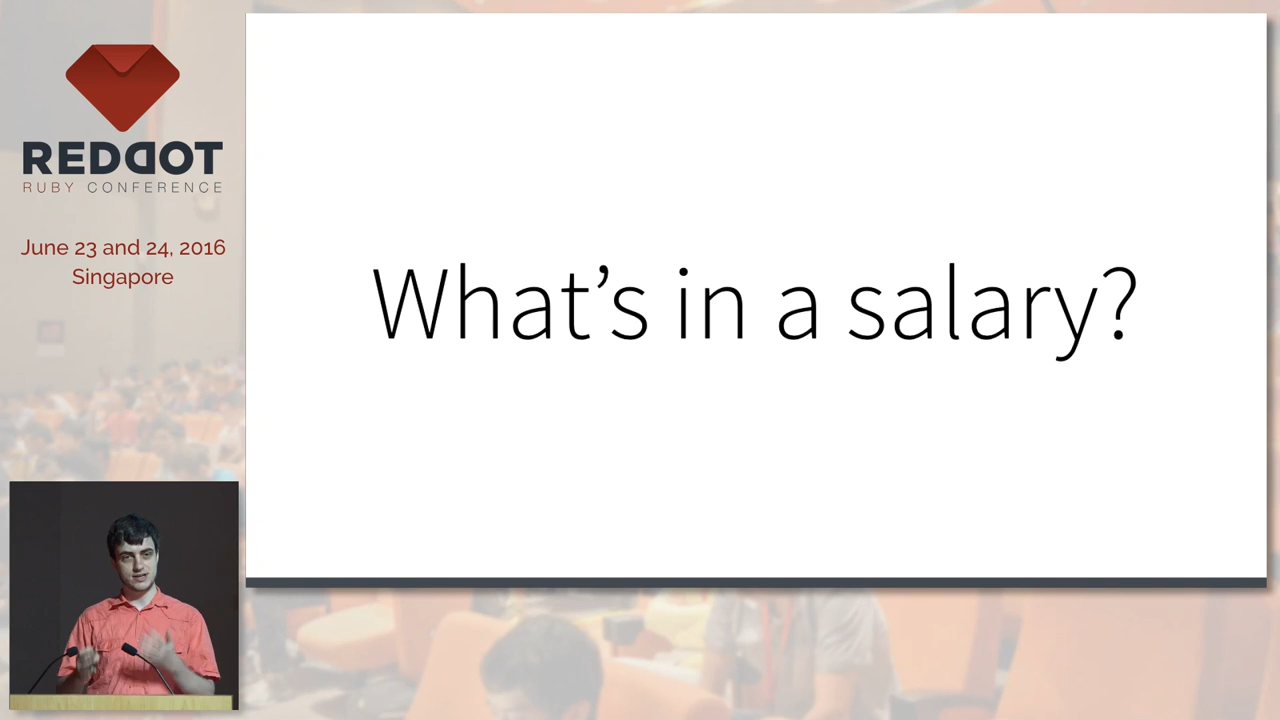 REDDOT
RUBY CONFERENCE
June 23 and 24, 2016
Singapore
What’s in a salary?